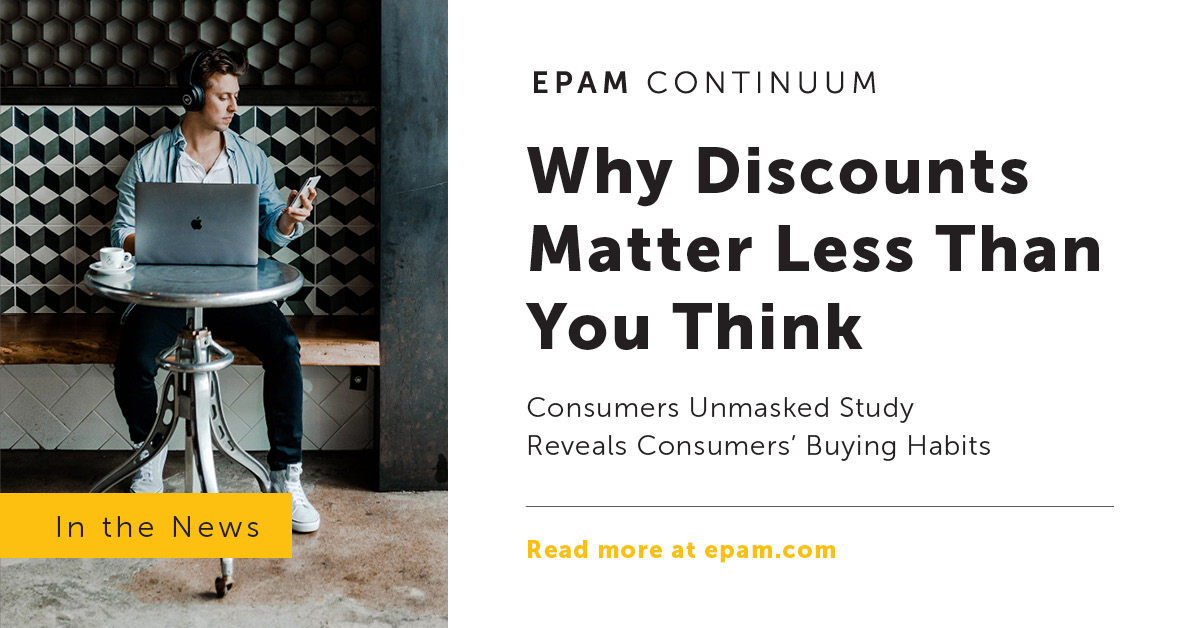 EPAM CONTINUUM
Why Discounts
Matter Less Than
You Think
Consumers Unmasked Study
Reveals Consumers’ Buying Habits
In the News
Read more at epam.com